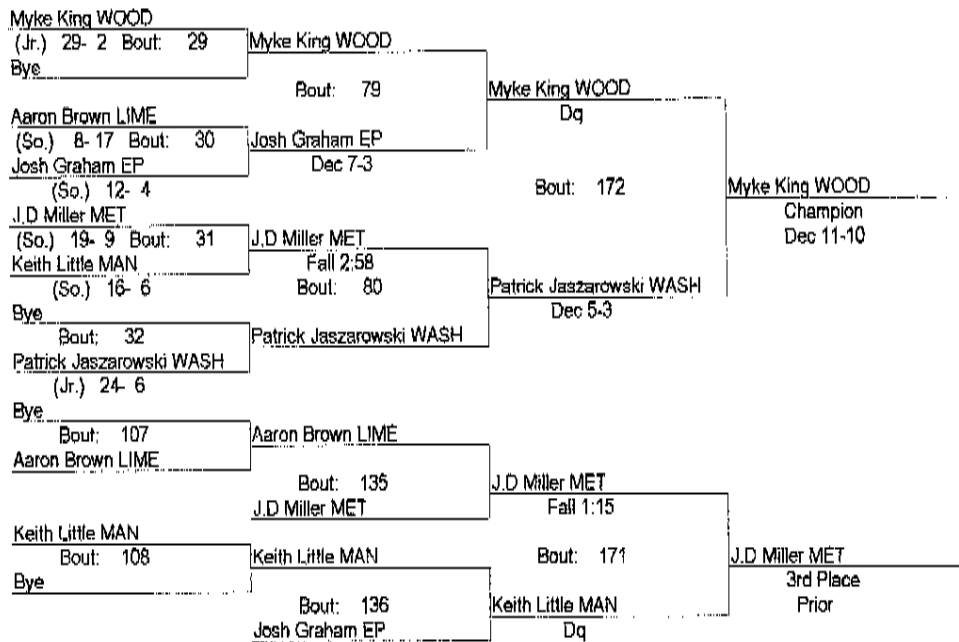 Myke King WOOD
(Jr.) 29- 2 Bout: 29
Bye
Myke King WOOD
Bout: 79
Aaron Brown LIME
(So.) 8- 17 Bout: 30
Josh Graham EP
(So.) 12- 4
Josh Graham EP
Dec 7-3
Myke King WOOD
Dq
Bout: 172
J.D Miller MET
(So.) 19- 9 Bout: 31
Keith Little MAN
(So.) 16- 6
J.D Miller MET
Fall 2:58
Bout: 80
Bye
Bout: 32
Patrick Jaszarowski WASH
(Jr.) 24- 6
Patrick Jaszarowski WASH
Patrick Jaszarowski WASH
Dec 5-3
Myke King WOOD
Champion
Dec 11-10
Bye
Bout: 107
Aaron Brown LIME
Aaron Brown LIME
Bout: 135
J.D Miller MET
J.D Miller MET
Fall 1:15
Bout: 171
Keith Little MAN
Bout: 108
Bye
Keith Little MAN
Bout: 136
Josh Graham EP
Keith Little MAN
Dq
J.D Miller MET
3rd Place
Prior